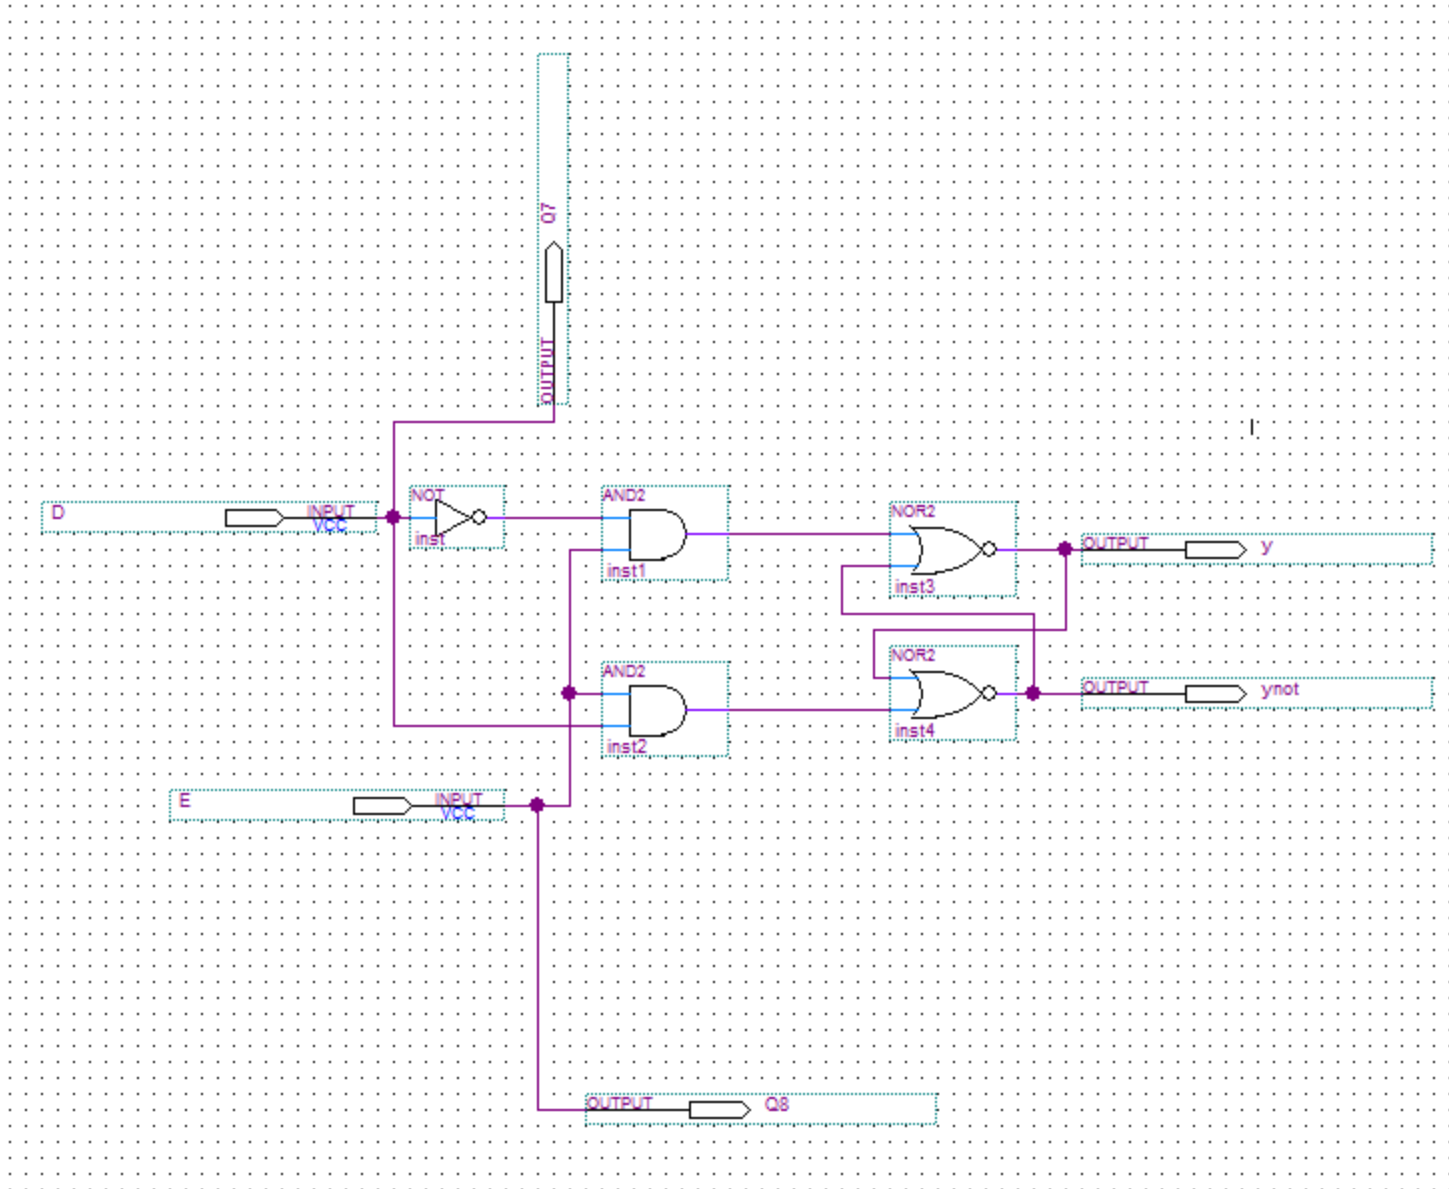 Q7
OUTPUT
D
INPUT
VCC
NOT
inst
AND2
inst1
NOR2
inst3
OUTPUT
y
AND2
inst2
NOR2
inst4
OUTPUT
ynot
E
INPUT
VCC
OUTPUT
Q8